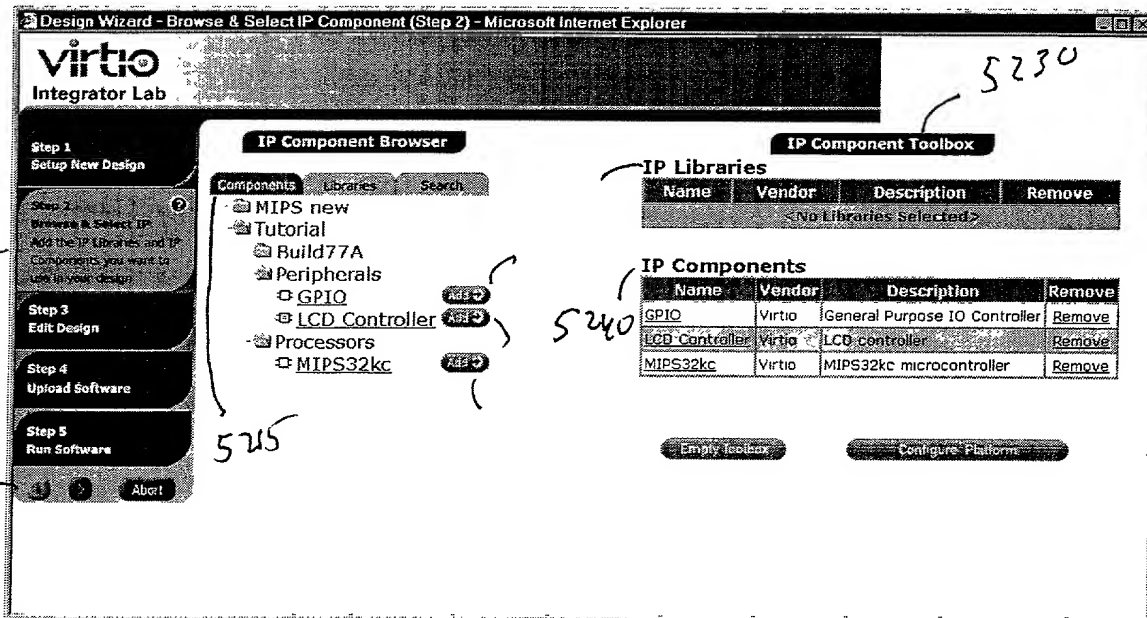 Design Wizard - Browse & Select IP Component (Step 2) - Microsoft Internet Explorer
virtio
Integrator Lab
5230
Step 1
Setup New Design
Step 2
Browse & Select IP
Add the IP Libraries and IP
Components you want to
use in your design
Step 3
Edit Design
Step 4
Upload Software
Step 5
Run Software
Abort
IP Component Browser
Components Libraries Search
MIPS new
Tutorial
Build77A
Peripherals
GPIO Add
LCD Controller Add
Processors
MIPS32kc Add
5215
IP Component Toolbox
IP Libraries
Name Vendor Description Remove
<No Libraries Selected>
5240
IP Components
Name Vendor Description Remove
GPIO Virtio General Purpose IO Controller Remove
LCD Controller Virtio LCD controller Remove
MIPS32kc Virtio MIPS32kc microcontroller Remove
Empty Toolbox Configure Platform